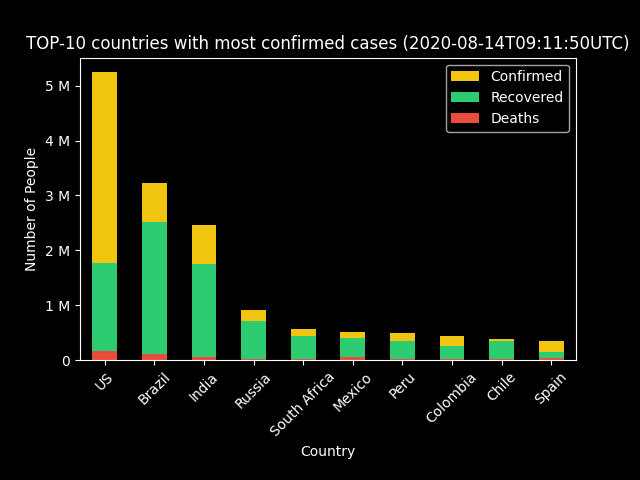 TOP-10 countries with most confirmed cases (2020-08-14T09:11:50UTC)
Confirmed
Recovered
Deaths
Number of People
5 M
4 M
3 M
2 M
1 M
0
US
Brazil
India
Russia
South Africa
Mexico
Peru
Colombia
Chile
Spain
Country